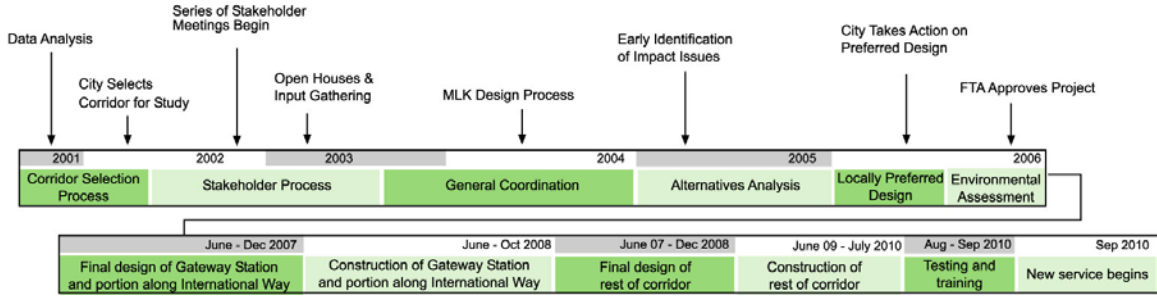 Series of Stakeholder
Meetings Begin
Data Analysis
City Selects
Corridor for Study
Open Houses &
Input Gathering
MLK Design Process
Early Identification
of Impact Issues
City Takes Action on
Preferred Design
FTA Approves Project
2001
2002
2003
2004
2005
2006
Corridor Selection
Process
Stakeholder Process
General Coordination
Alternatives Analysis
Locally Preferred
Design
Environmental
Assessment
June - Dec 2007
June - Oct 2008
June 07 - Dec 2008
June 09 - July 2010
Aug - Sep 2010
Sep 2010
Final design of Gateway Station
and portion along International Way
Construction of Gateway Station
and portion along International Way
Final design of
rest of corridor
Construction of
rest of corridor
Testing and
training
New service begins